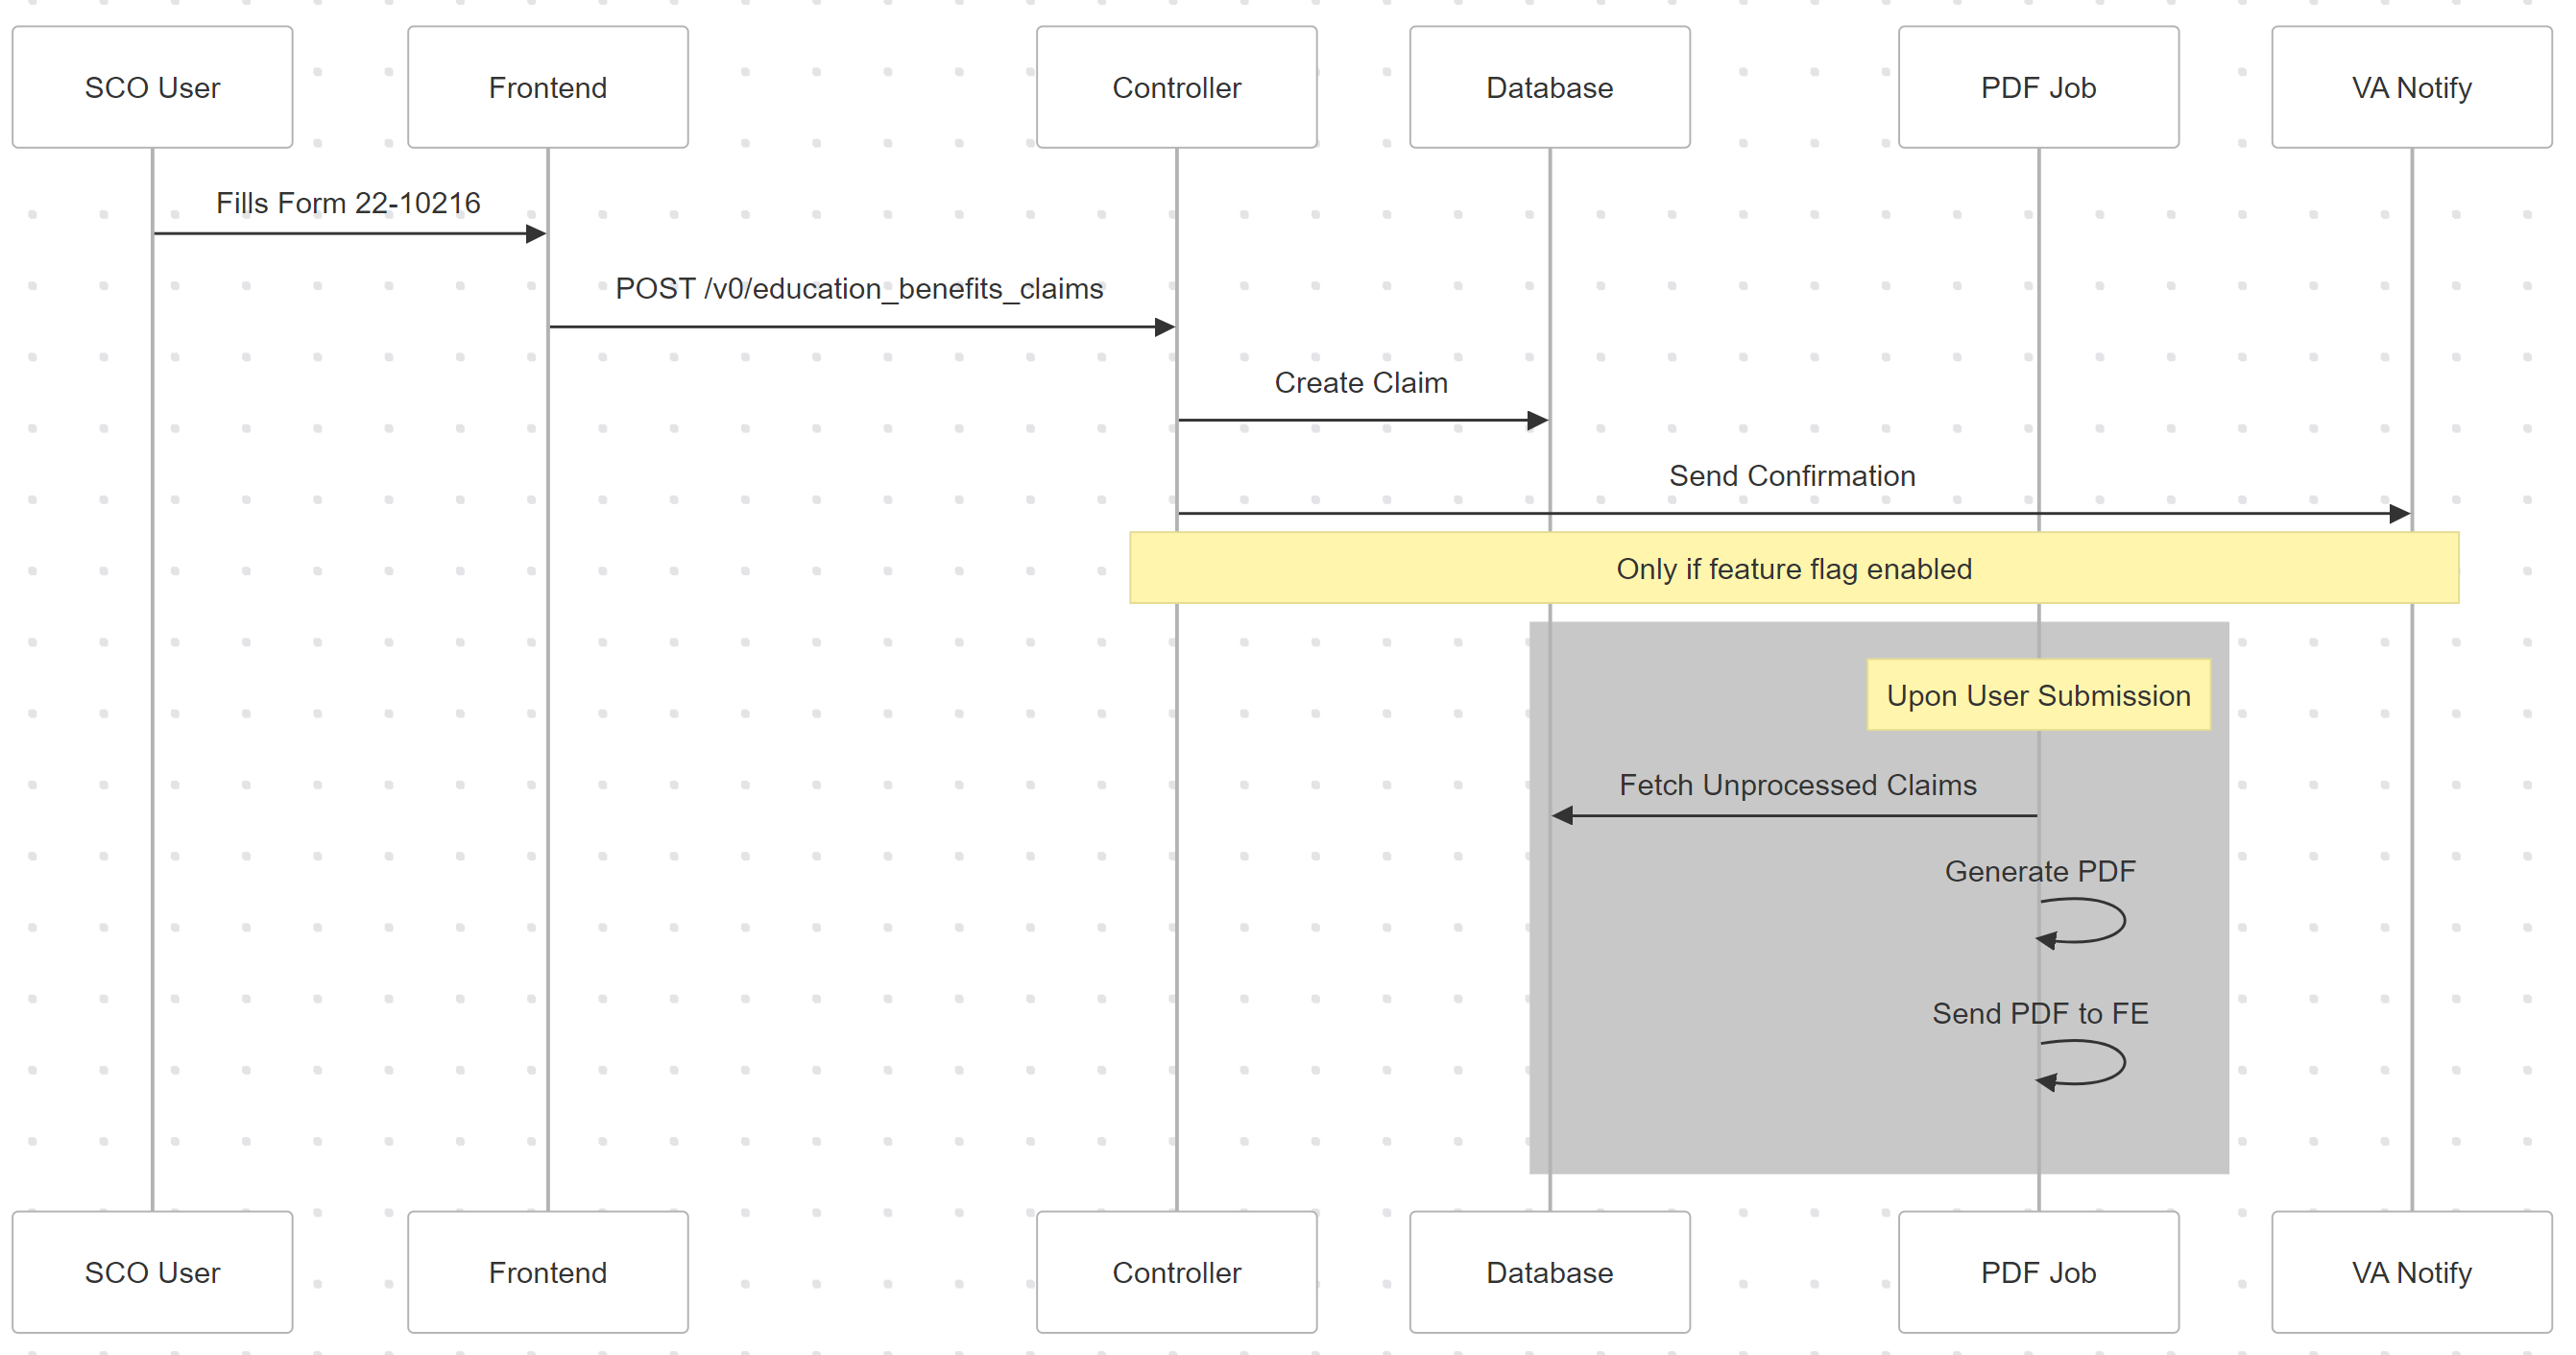 SCO User
Frontend
Controller
Database
PDF Job
VA Notify
Fills Form 22-10216
POST /v0/education_benefits_claims
Create Claim
Send Confirmation
Only if feature flag enabled
Upon User Submission
Fetch Unprocessed Claims
Generate PDF
Send PDF to FE
SCO User
Frontend
Controller
Database
PDF Job
VA Notify